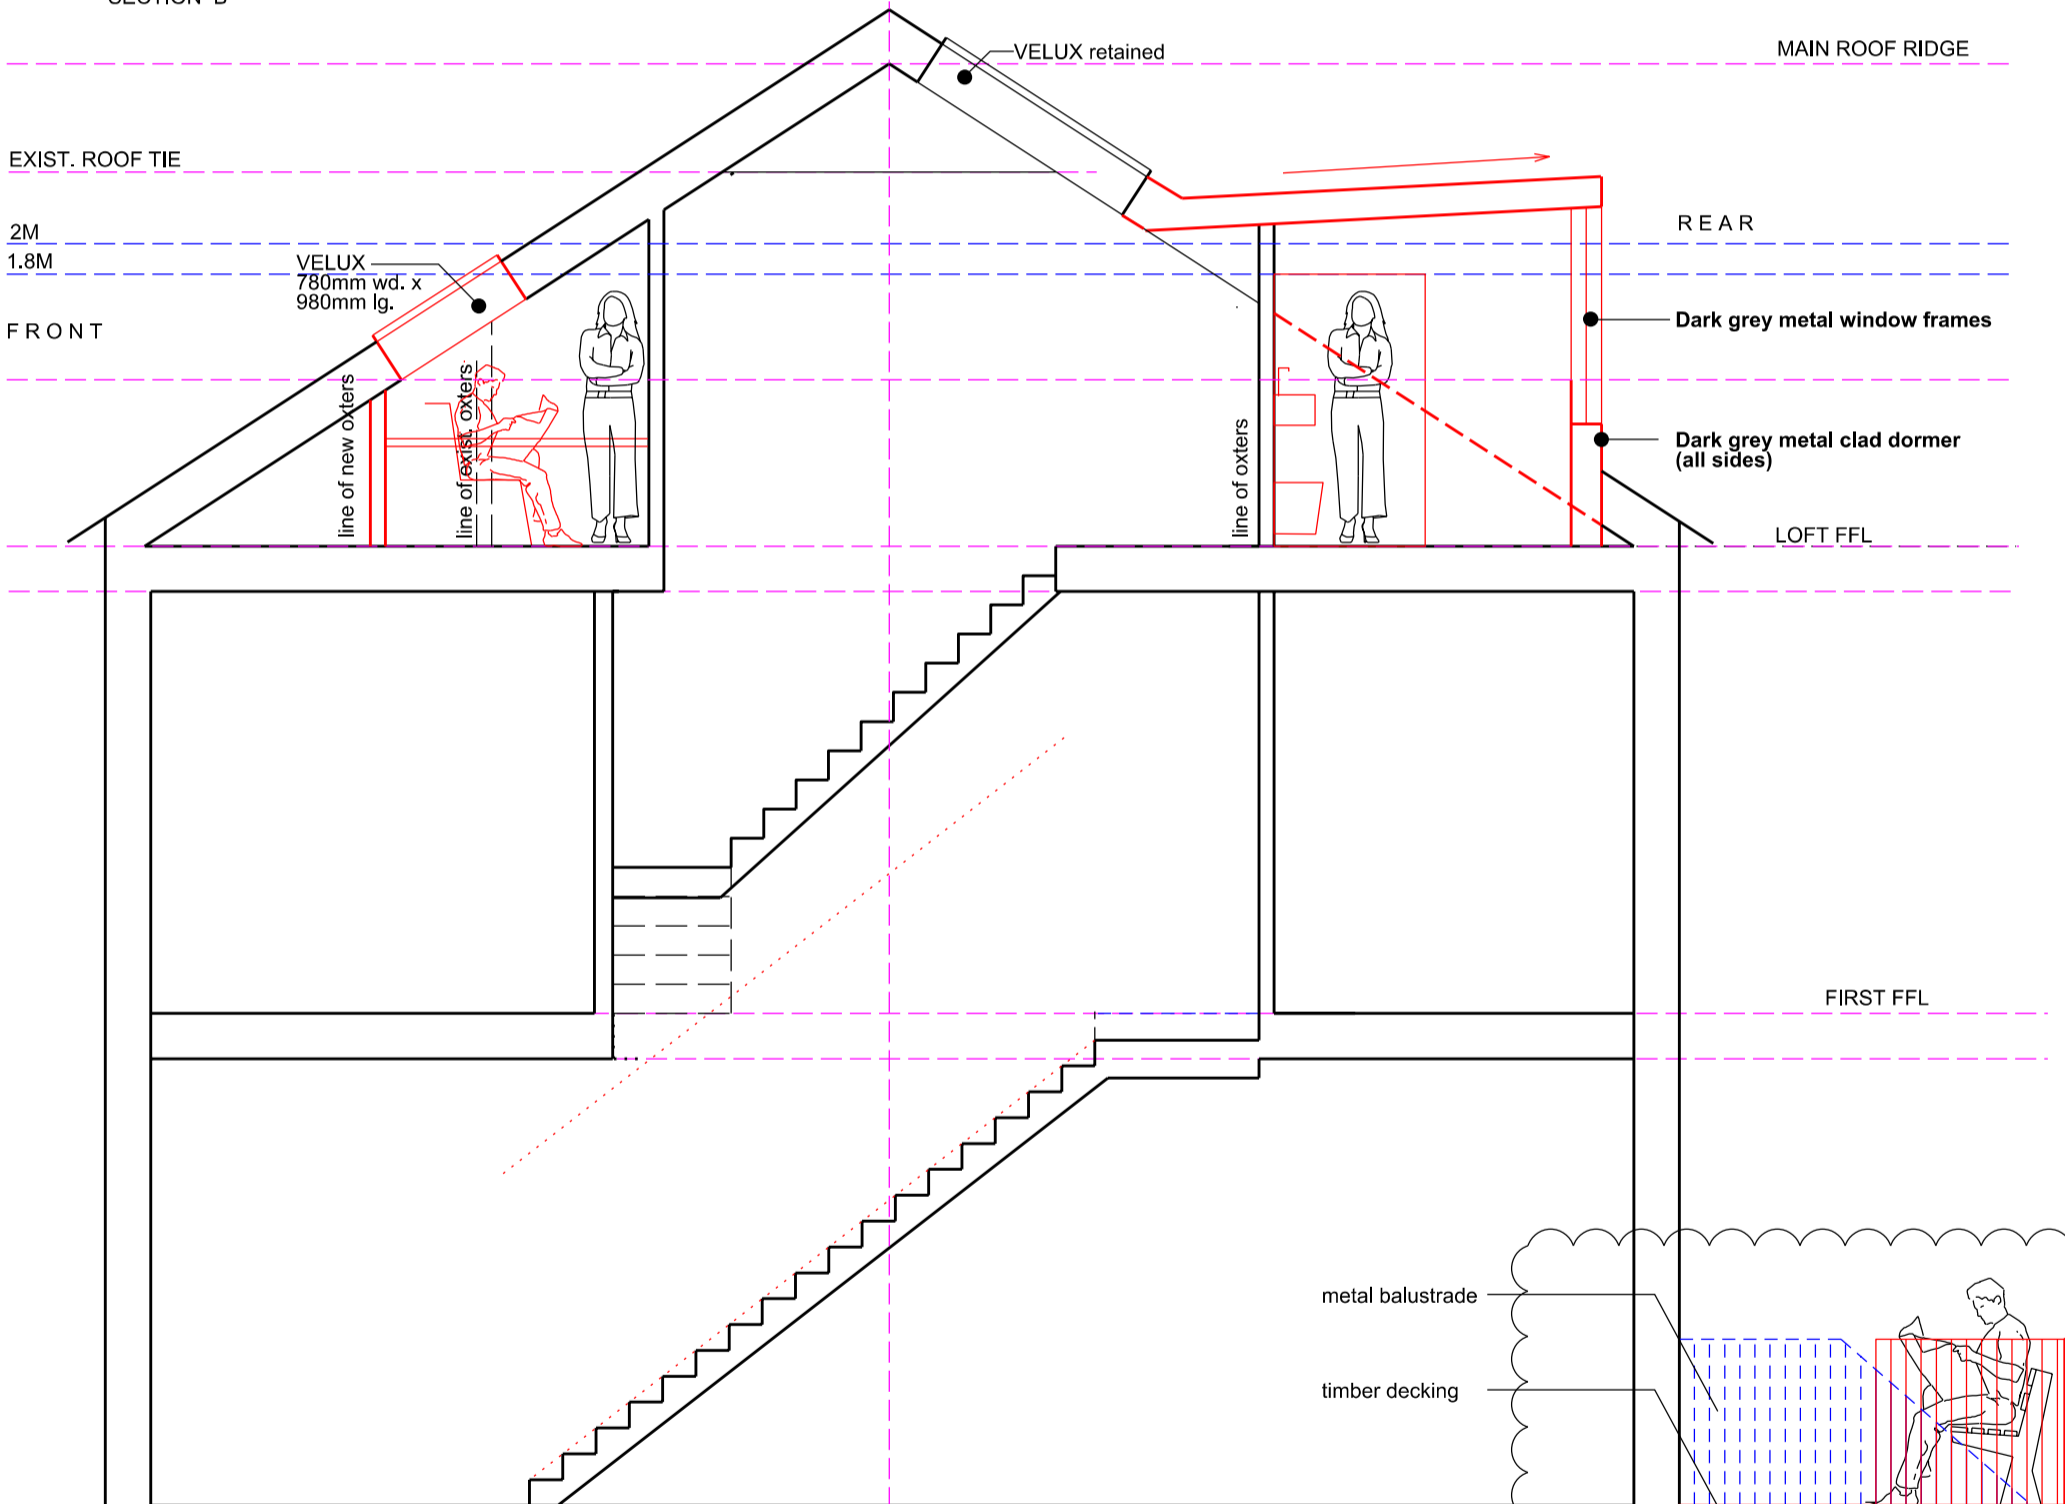 SECTION B
VELUX retained
MAIN ROOF RIDGE
EXIST. ROOF TIE
2M
1.8M
REAR
VELUX
780mm wd. x
980mm lg.
FRONT
Dark grey metal window frames
Dark grey metal clad dormer
(all sides)
line of new oxters
line of exist. oxters
line of oxters
LOFT FFL
FIRST FFL
metal balustrade
timber decking